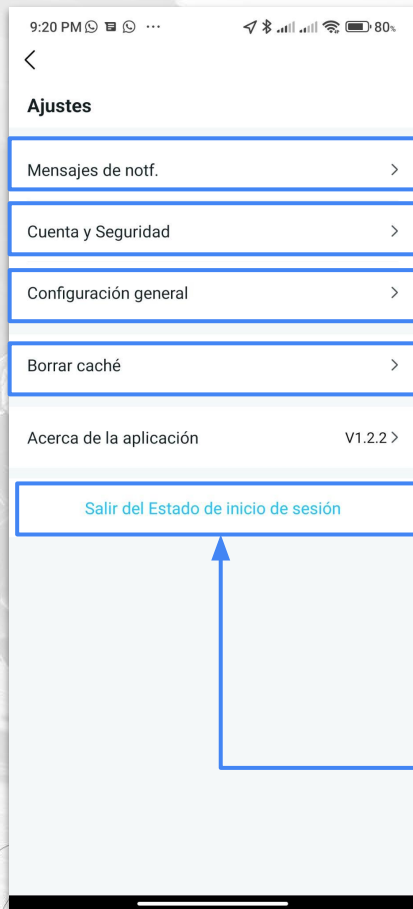 9:20 PM ... 80%
Ajustes
Mensajes de notf.
Cuenta y Seguridad
Configuración general
Borrar caché
Acerca de la aplicación V1.2.2
Salir del Estado de inicio de sesión